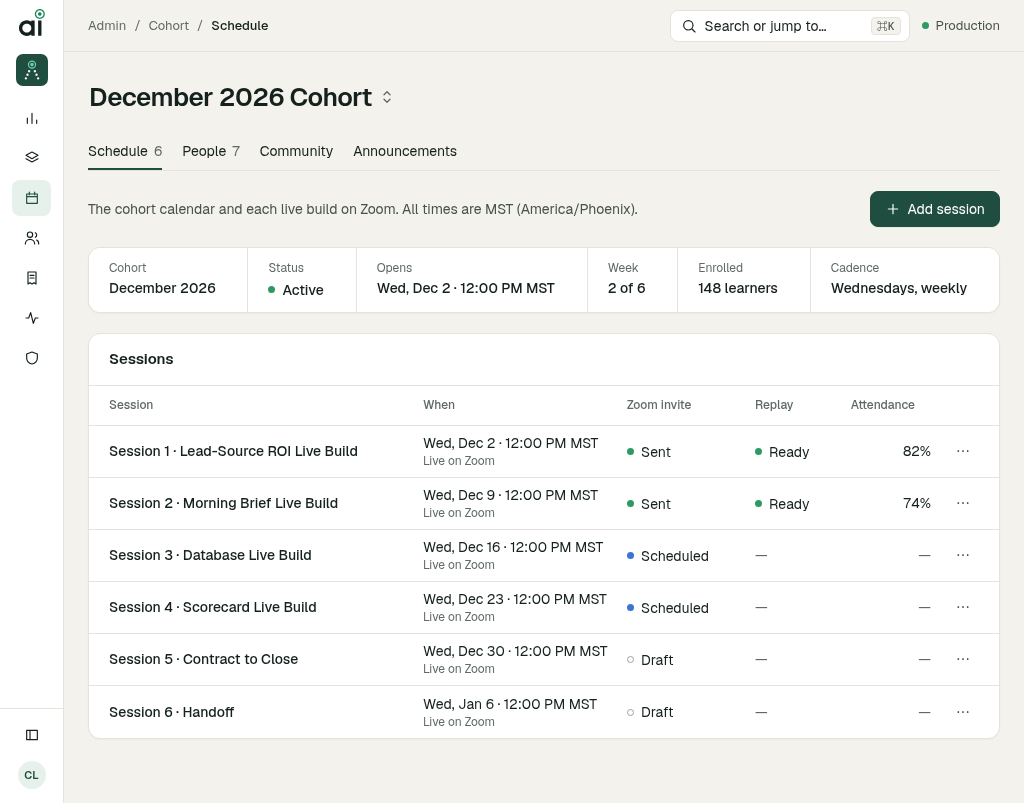 ai
Admin / Cohort / Schedule
Search or jump to… ⌘K
Production
December 2026 Cohort
Schedule 6 People 7 Community Announcements
The cohort calendar and each live build on Zoom. All times are MST (America/Phoenix).
Add session
Cohort Status Opens Week Enrolled Cadence
December 2026 Active Wed, Dec 2 · 12:00 PM MST 2 of 6 148 learners Wednesdays, weekly
Sessions
Session When Zoom invite Replay Attendance
Session 1 · Lead-Source ROI Live Build Wed, Dec 2 · 12:00 PM MST Sent Ready 82% ···
Live on Zoom
Session 2 · Morning Brief Live Build Wed, Dec 9 · 12:00 PM MST Sent Ready 74% ···
Live on Zoom
Session 3 · Database Live Build Wed, Dec 16 · 12:00 PM MST Scheduled — — ···
Live on Zoom
Session 4 · Scorecard Live Build Wed, Dec 23 · 12:00 PM MST Scheduled — — ···
Live on Zoom
Session 5 · Contract to Close Wed, Dec 30 · 12:00 PM MST Draft — — ···
Live on Zoom
Session 6 · Handoff Wed, Jan 6 · 12:00 PM MST Draft — — ···
Live on Zoom
CL